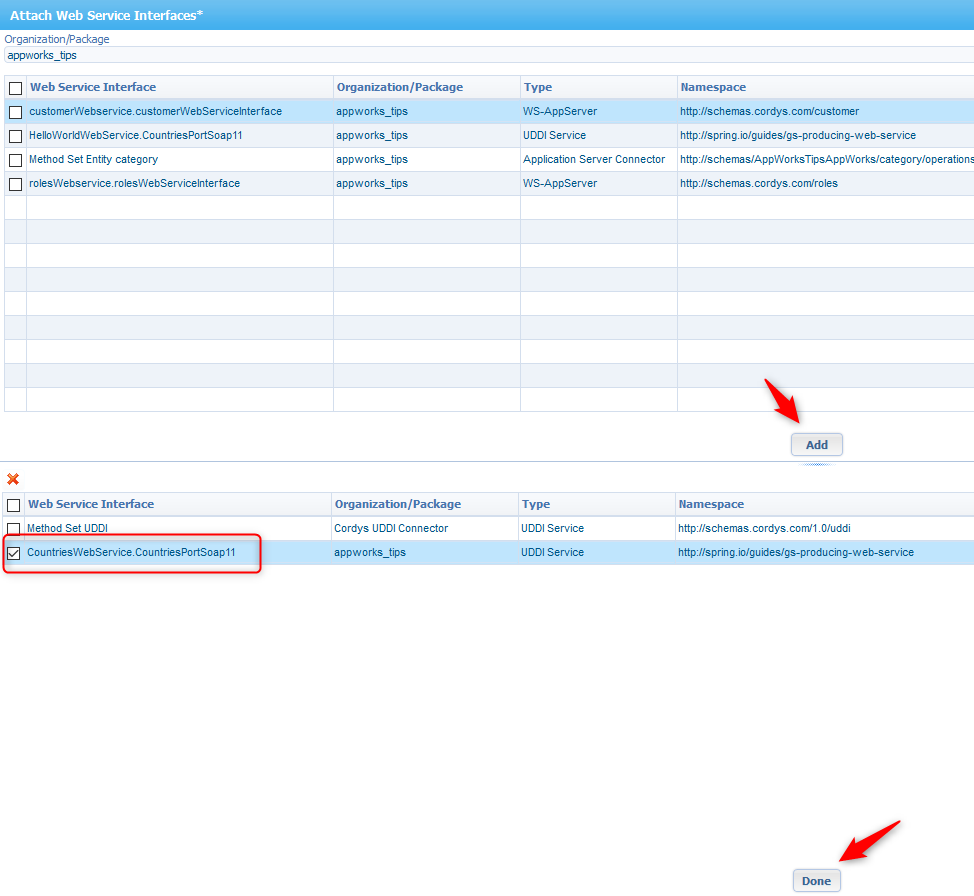 Attach Web Service Interfaces*
Organization/Package
appworks_tips
Web Service Interface Organization/Package Type Namespace
customerWebservice.customerWebServiceInterface appworks_tips WS-AppServer http://schemas.cordys.com/customer
HelloWorldWebService.CountriesPortSoap11 appworks_tips UDDI Service http://spring.io/guides/gs-producing-web-service
Method Set Entity category appworks_tips Application Server Connector http://schemas/AppWorksTipsAppWorks/category/operations
rolesWebservice.rolesWebServiceInterface appworks_tips WS-AppServer http://schemas.cordys.com/roles
Add
Web Service Interface Organization/Package Type Namespace
Method Set UDDI Cordys UDDI Connector UDDI Service http://schemas.cordys.com/1.0/uddi
CountriesWebService.CountriesPortSoap11 appworks_tips UDDI Service http://spring.io/guides/gs-producing-web-service
Done